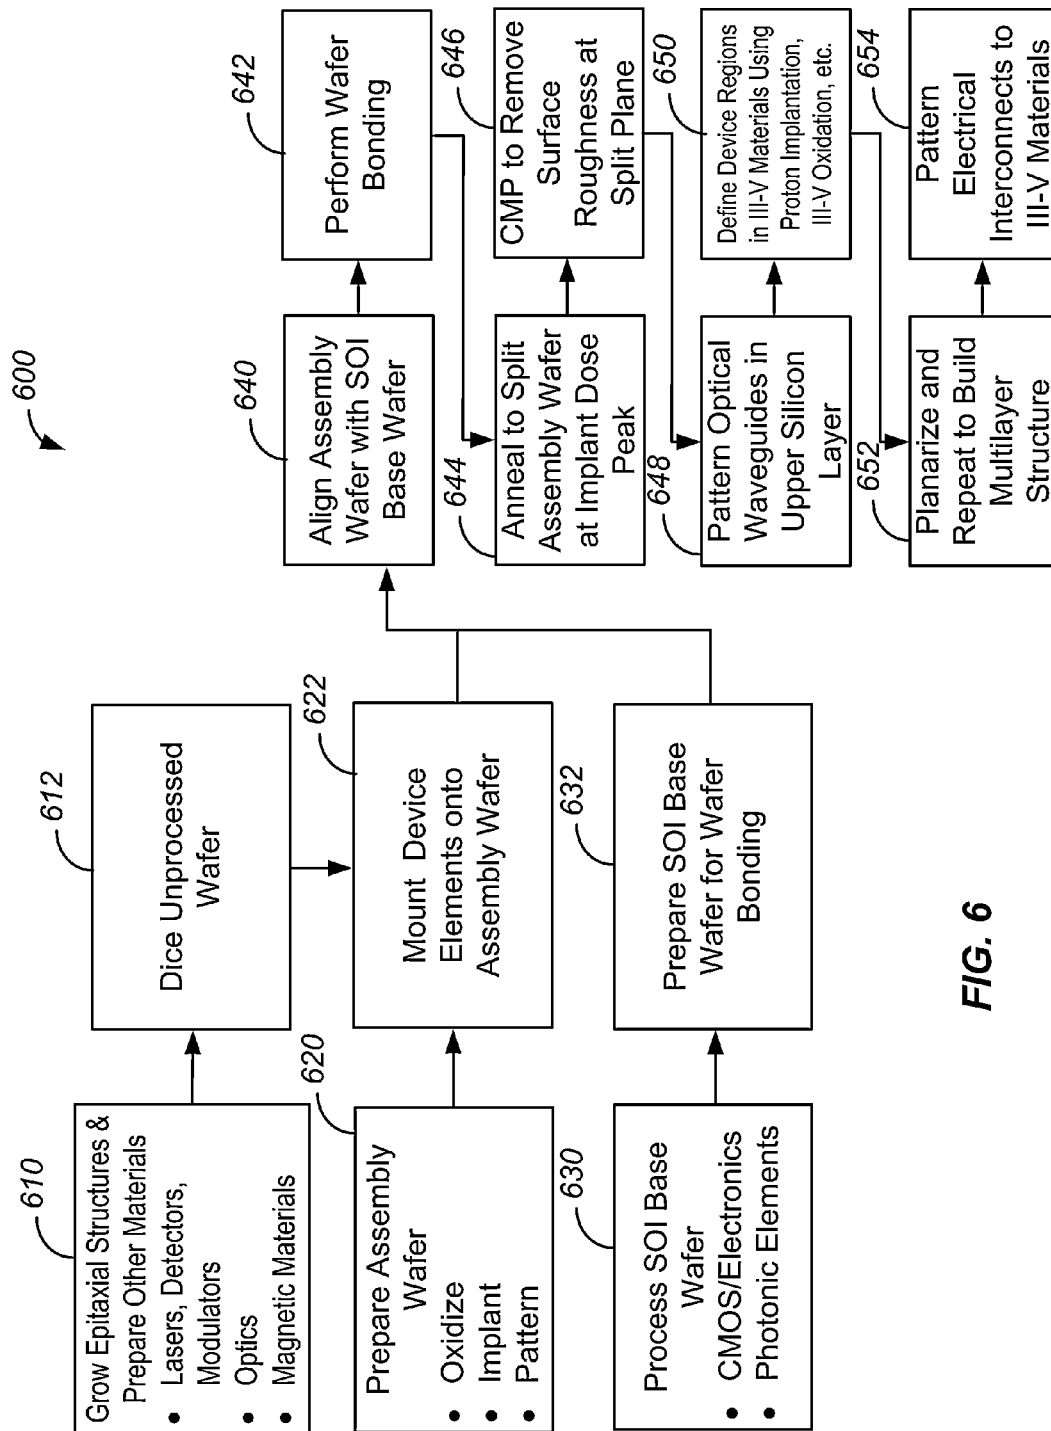 600
610
Grow Epitaxial Structures &
Prepare Other Materials
• Lasers, Detectors,
Modulators
• Optics
• Magnetic Materials
612
Dice Unprocessed
Wafer
620
Prepare Assembly
Wafer
• Oxidize
• Implant
• Pattern
622
Mount Device
Elements onto
Assembly Wafer
630
Process SOI Base
Wafer
• CMOS/Electronics
• Photonic Elements
632
Prepare SOI Base
Wafer for Wafer
Bonding
640
Align Assembly
Wafer with SOI
Base Wafer
642
Perform Wafer
Bonding
644
Anneal to Split
Assembly Wafer
at Implant Dose
Peak
646
CMP to Remove
Surface
Roughness at
Split Plane
648
Pattern Optical
Waveguides in
Upper Silicon
Layer
650
Define Device Regions
in III-V Materials Using
Proton Implantation,
III-V Oxidation, etc.
652
Planarize and
Repeat to Build
Multilayer
Structure
654
Pattern
Electrical
Interconnects to
III-V Materials
FIG. 6